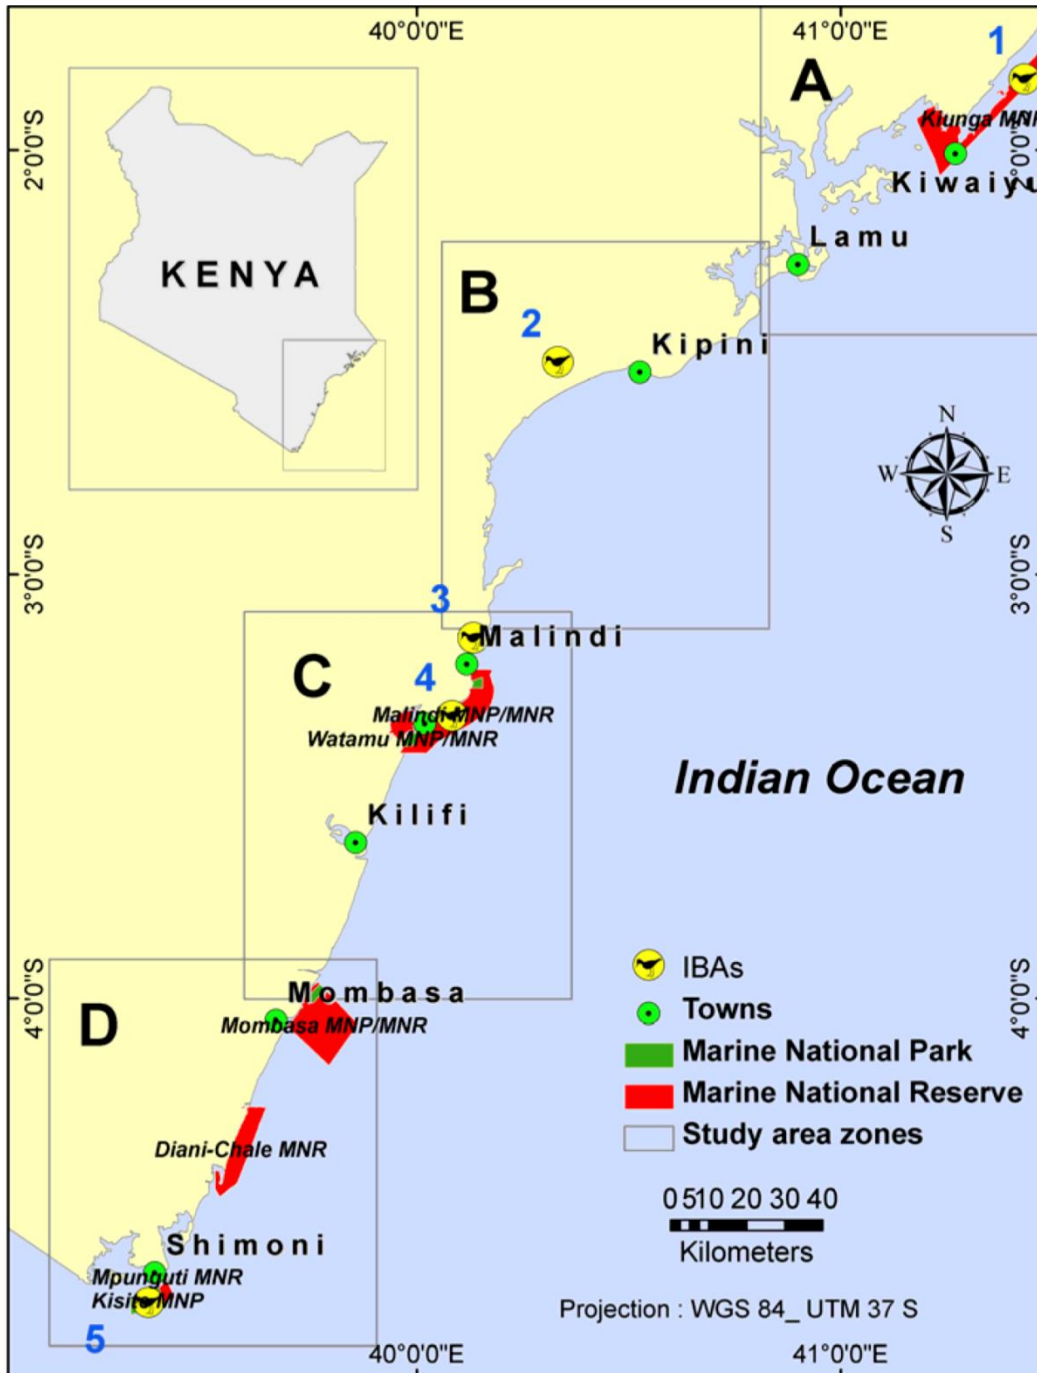 40°0'0"E
41°0'0"E
1
A
Kiunga MNR
2°0'0"S
2°0'0"S
Kiwaiyu
Lamu
KENYA
B
2
Kipini
N
W
E
S
3°0'0"S
3°0'0"S
3
Malindi
C
4
Malindi MNP/MNR
Watamu MNP/MNR
Indian Ocean
Kilifi
IBAs
Towns
Marine National Park
Marine National Reserve
Study area zones
4°0'0"S
4°0'0"S
D
Mombasa
Mombasa MNP/MNR
Diani-Chale MNR
0 5 10 20 30 40
Kilometers
Shimoni
Mpunguti MNR
Kisite MNP
5
Projection : WGS 84_ UTM 37 S
40°0'0"E
41°0'0"E